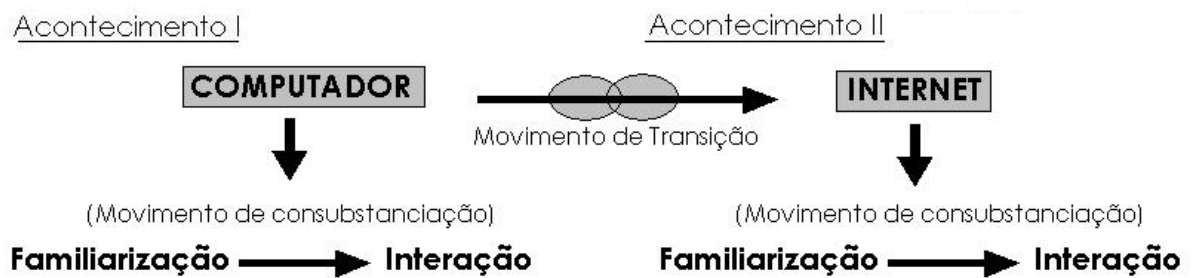 Acontecimento I
Acontecimento II
COMPUTADOR
INTERNET
Movimento de Transição
(Movimento de consubstanciação)
(Movimento de consubstanciação)
Familiarização Interação
Familiarização Interação